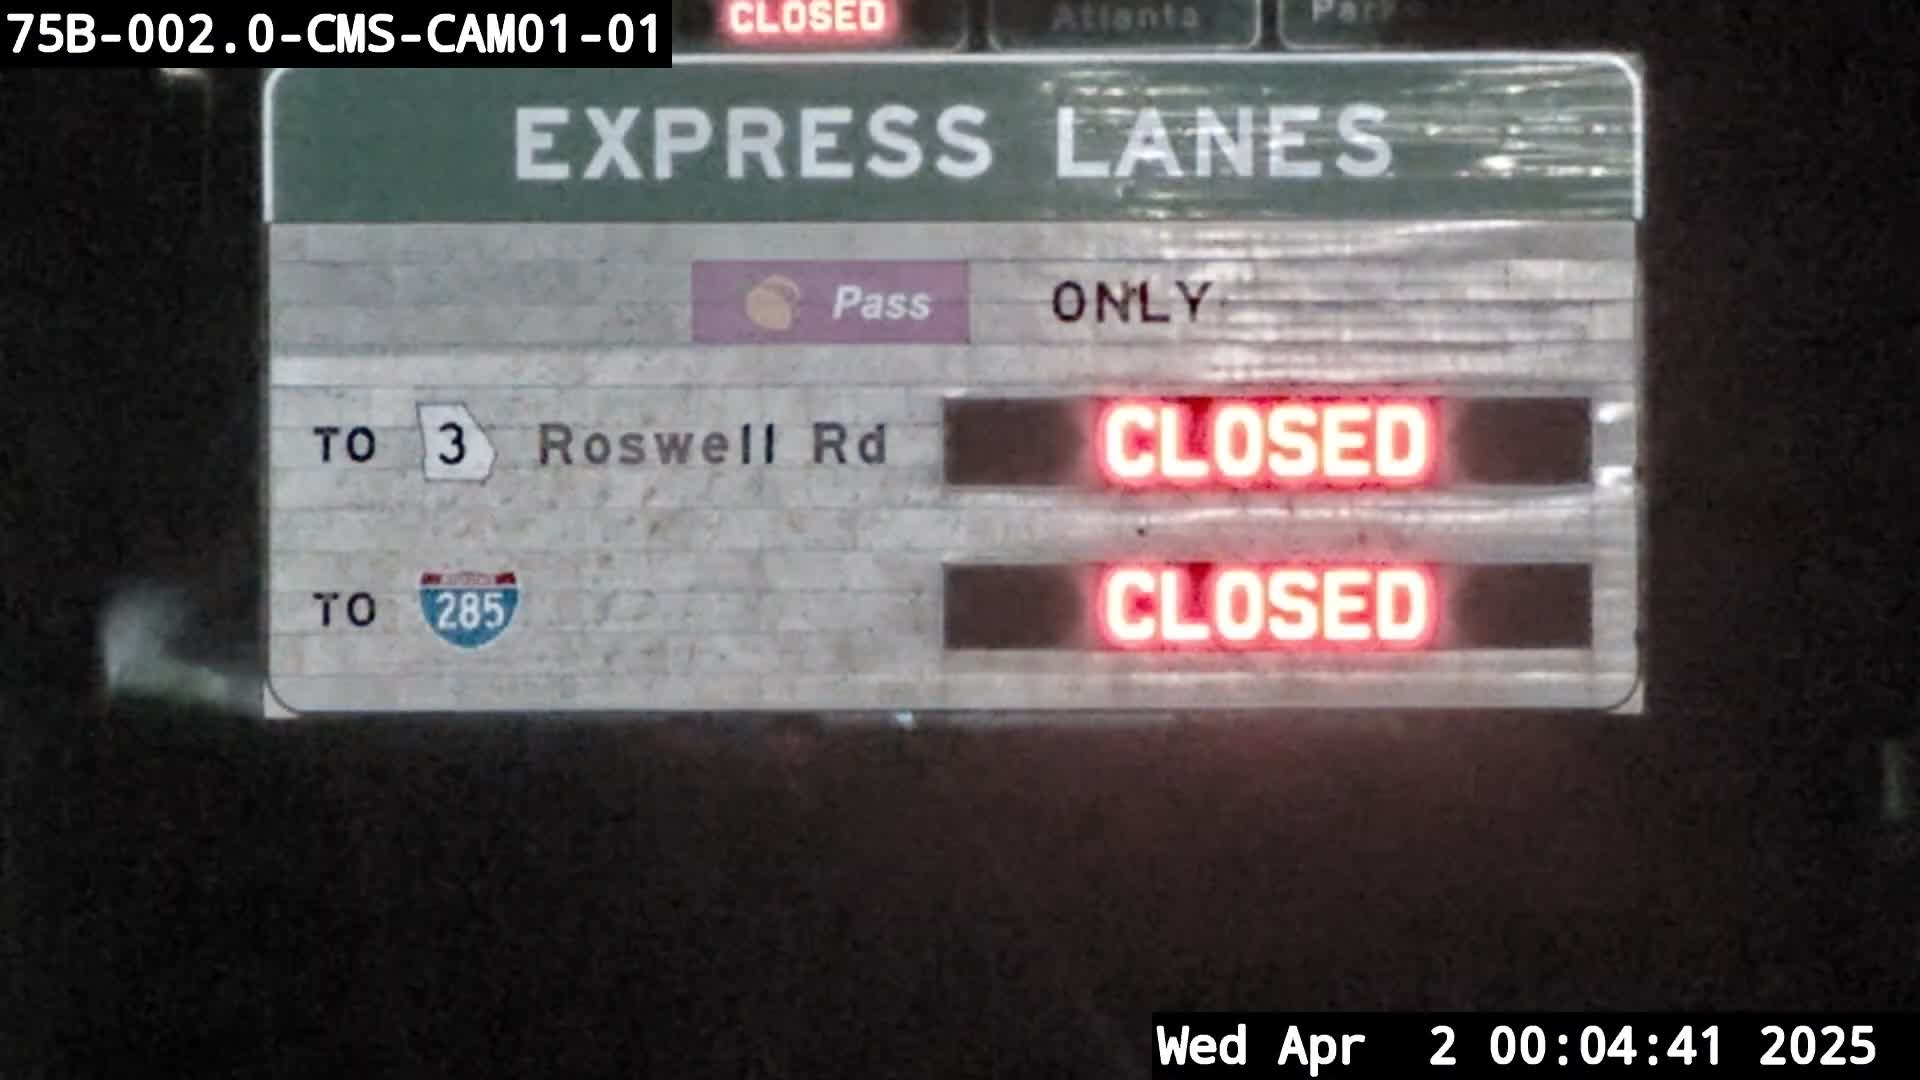 75B-002.0-CMS-CAM01-01
CLOSED
Atlanta
EXPRESS LANES
Pass ONLY
TO 3 Roswell Rd CLOSED
TO 285 CLOSED
Wed Apr 2 00:04:41 2025